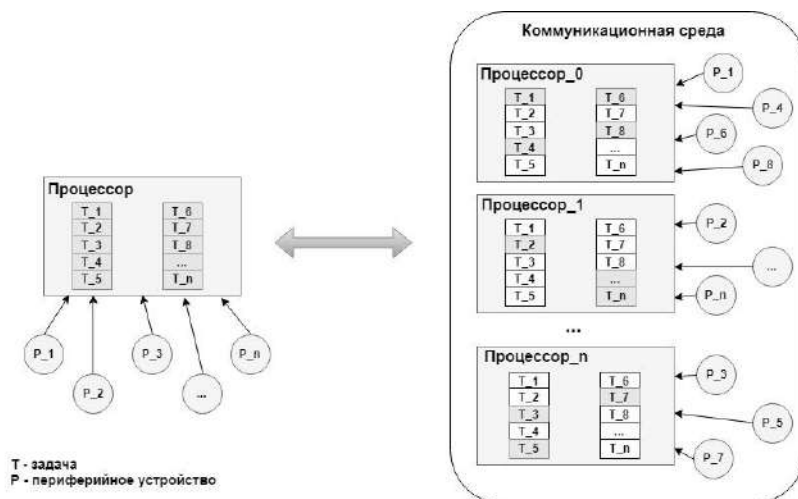 Коммуникационная среда
Процессор_0
T_1 T_6
T_2 T_7
T_3 T_8
T_4 ...
T_5 T_n
P_1
P_4
P_6
P_8
Процессор
T_1 T_6
T_2 T_7
T_3 T_8
T_4 ...
T_5 T_n
P_1
P_2
P_3
...
P_n
Процессор_1
T_1 T_6
T_2 T_7
T_3 T_8
T_4 ...
T_5 T_n
P_2
...
P_n
...
Процессор_n
T_1 T_6
T_2 T_7
T_3 T_8
T_4 ...
T_5 T_n
P_3
P_5
P_7
T - задача
P - периферийное устройство